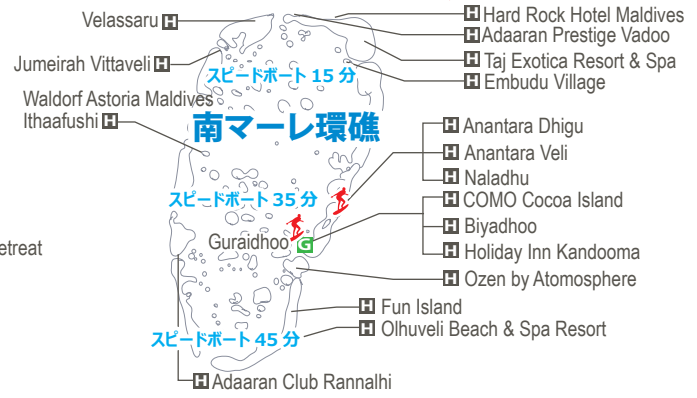 Velassaru H
H Hard Rock Hotel Maldives
H Adaaran Prestige Vadoo
Jumeirah Vittaveli H
H Taj Exotica Resort & Spa
スピードボート 15 分
H Embudu Village
Waldorf Astoria Maldives
Ithaafushi H
南マーレ環礁
H Anantara Dhigu
H Anantara Veli
H Naladhu
スピードボート 35 分
H COMO Cocoa Island
H Biyadhoo
Guraidhoo G
etreat
H Holiday Inn Kandooma
H Ozen by Atomosphere
H Fun Island
スピードボート 45 分
H Olhuveli Beach & Spa Resort
H Adaaran Club Rannalhi